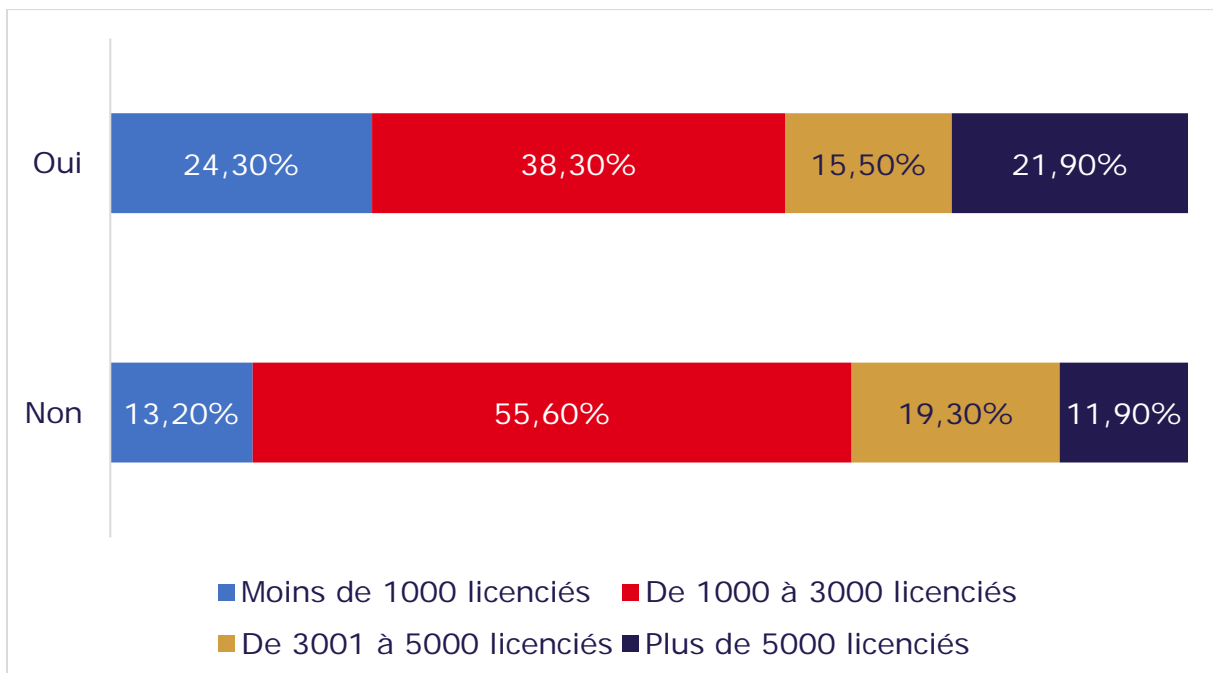 Oui 24,30% 38,30% 15,50% 21,90%
Non 13,20% 55,60% 19,30% 11,90%
Moins de 1000 licenciés De 1000 à 3000 licenciés
De 3001 à 5000 licenciés Plus de 5000 licenciés